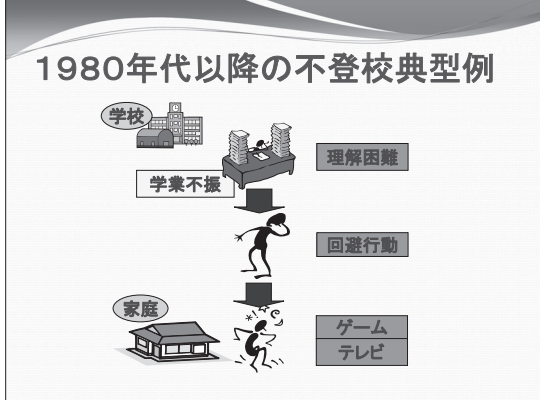 1980年代以降の不登校典型例
学校
理解困難
学業不振
回避行動
家庭
ゲーム
テレビ